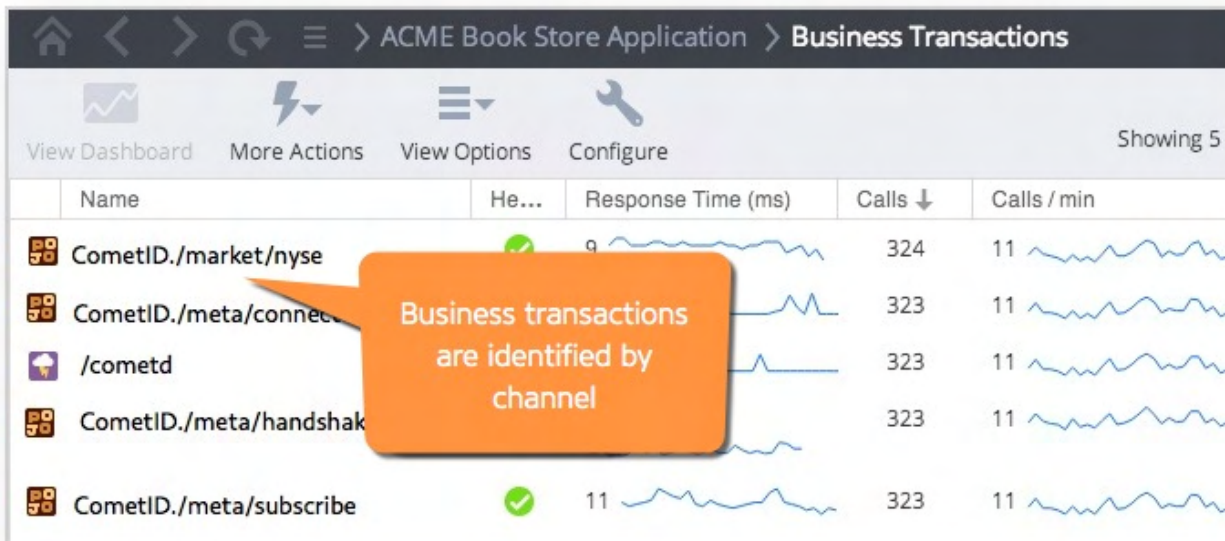 ACME Book Store Application > Business Transactions
View Dashboard More Actions View Options Configure
Showing 5
Name He... Response Time (ms) Calls Calls / min
CometID./market/nyse 9 324 11
CometID./meta/connect 323 11
/cometd 323 11
CometID./meta/handshak 323 11
CometID./meta/subscribe 11 323 11
Business transactions
are identified by
channel